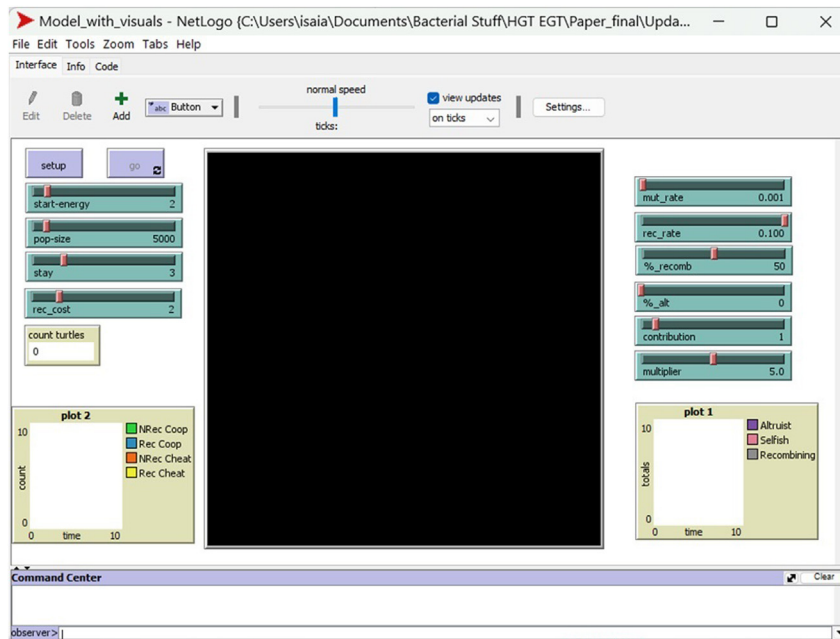 Model_with_visuals - NetLogo {C:\Users\isaia\Documents\Bacterial Stuff\HGT EGT\Paper_final\Upda...
File Edit Tools Zoom Tabs Help
Interface Info Code
Edit Delete Add
abc Button
normal speed
ticks:
view updates
on ticks
Settings...
setup
go
start-energy 2
pop-size 5000
stay 3
rec_cost 2
count turtles
0
mut_rate 0.001
rec_rate 0.100
%_recomb 50
%_alt 0
contribution 1
multiplier 5.0
plot 2
10
count
0
0 time 10
NRec Coop
Rec Coop
NRec Cheat
Rec Cheat
plot 1
10
totals
0
0 time 10
Altruist
Selfish
Recombining
Command Center
Clear
observer>